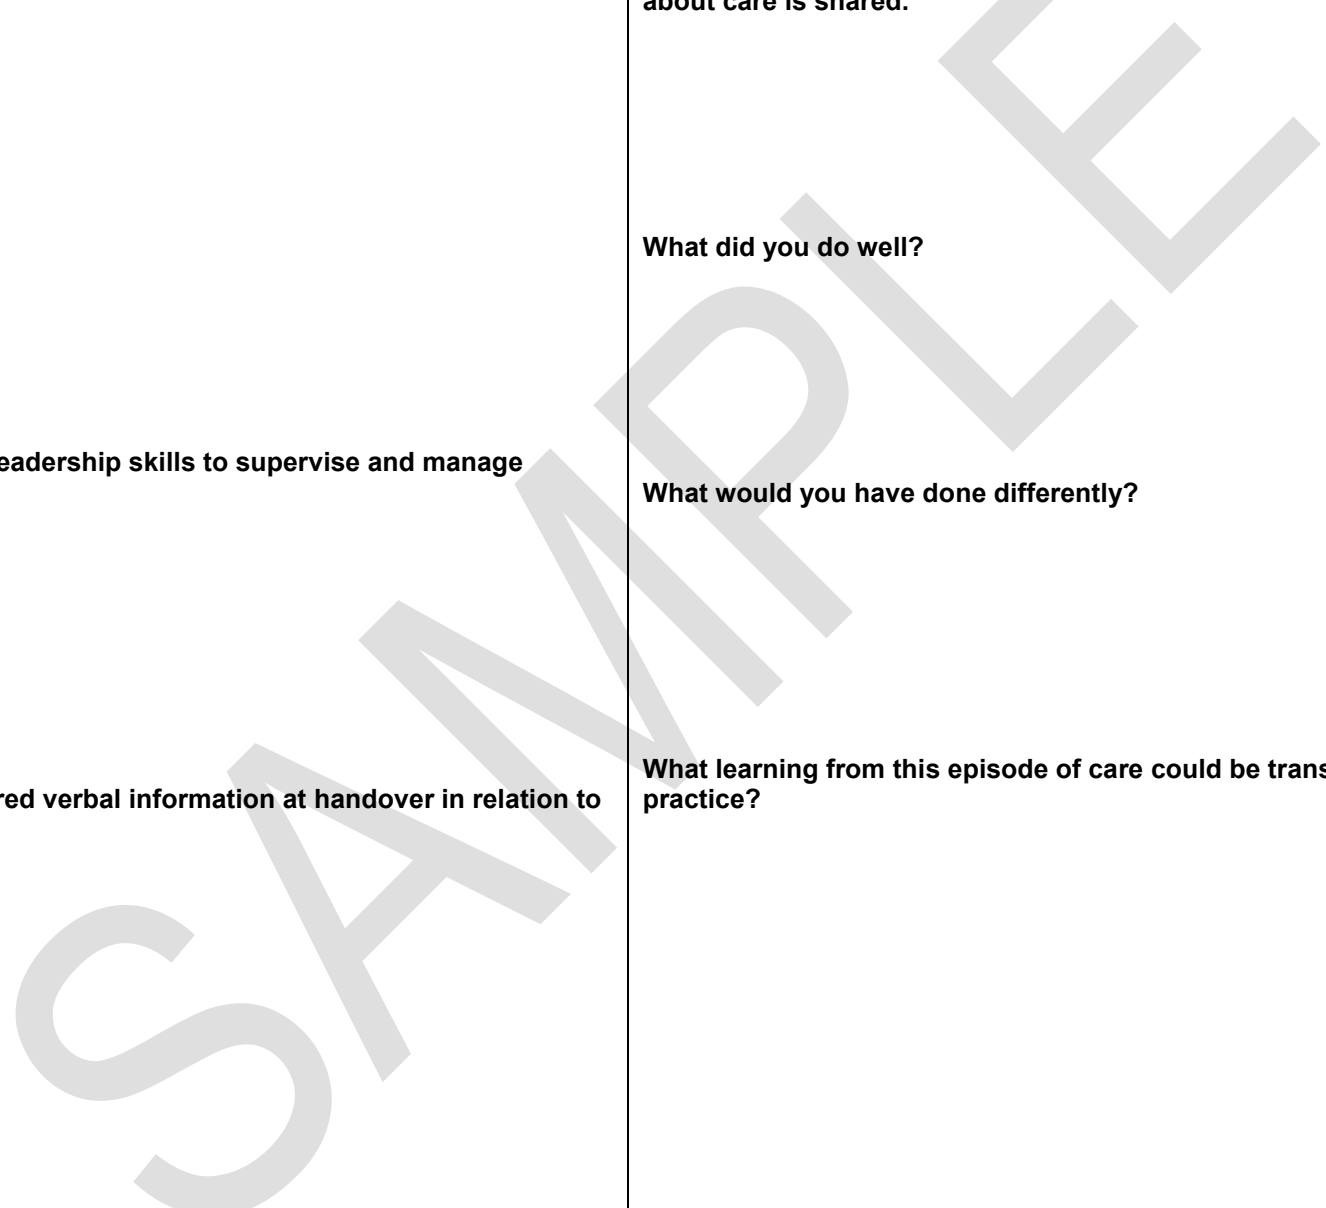 eadership skills to supervise and manage
red verbal information at handover in relation to
about care is shared.
What did you do well?
What would you have done differently?
What learning from this episode of care could be trans
practice?
SAMPLE